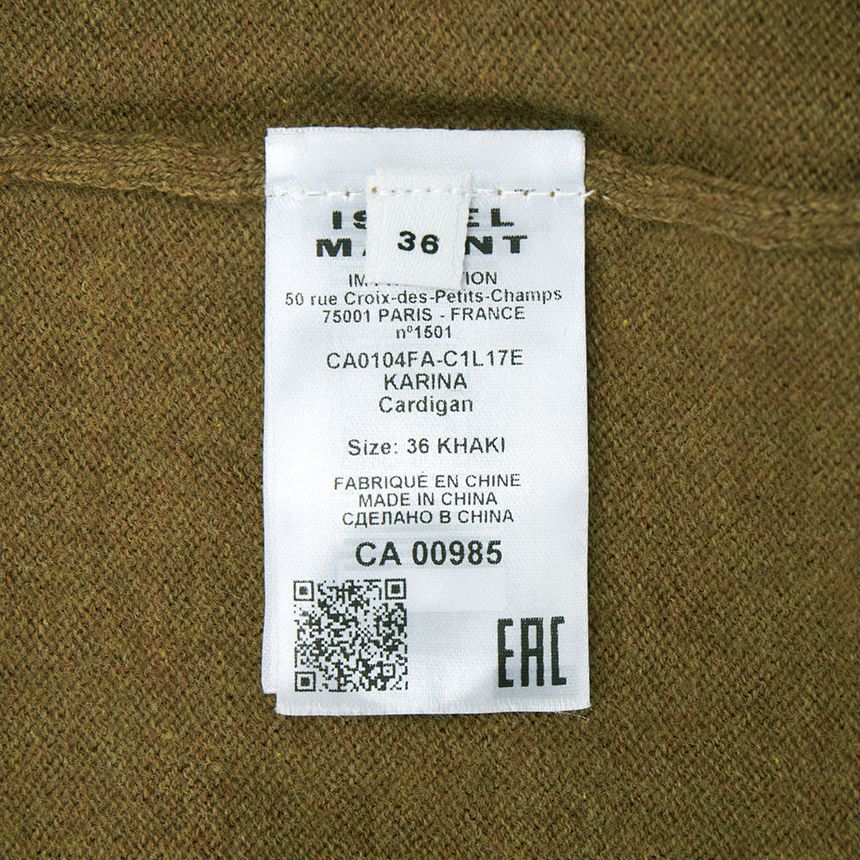 36
50 rue Croix-des-Petits-Champs
75001 PARIS - FRANCE
nº1501
CA0104FA-C1L17E
KARINA
Cardigan
Size: 36 KHAKI
FABRIQUÉ EN CHINE
MADE IN CHINA
СДЕЛАНО В CHINA
CA 00985
EAC